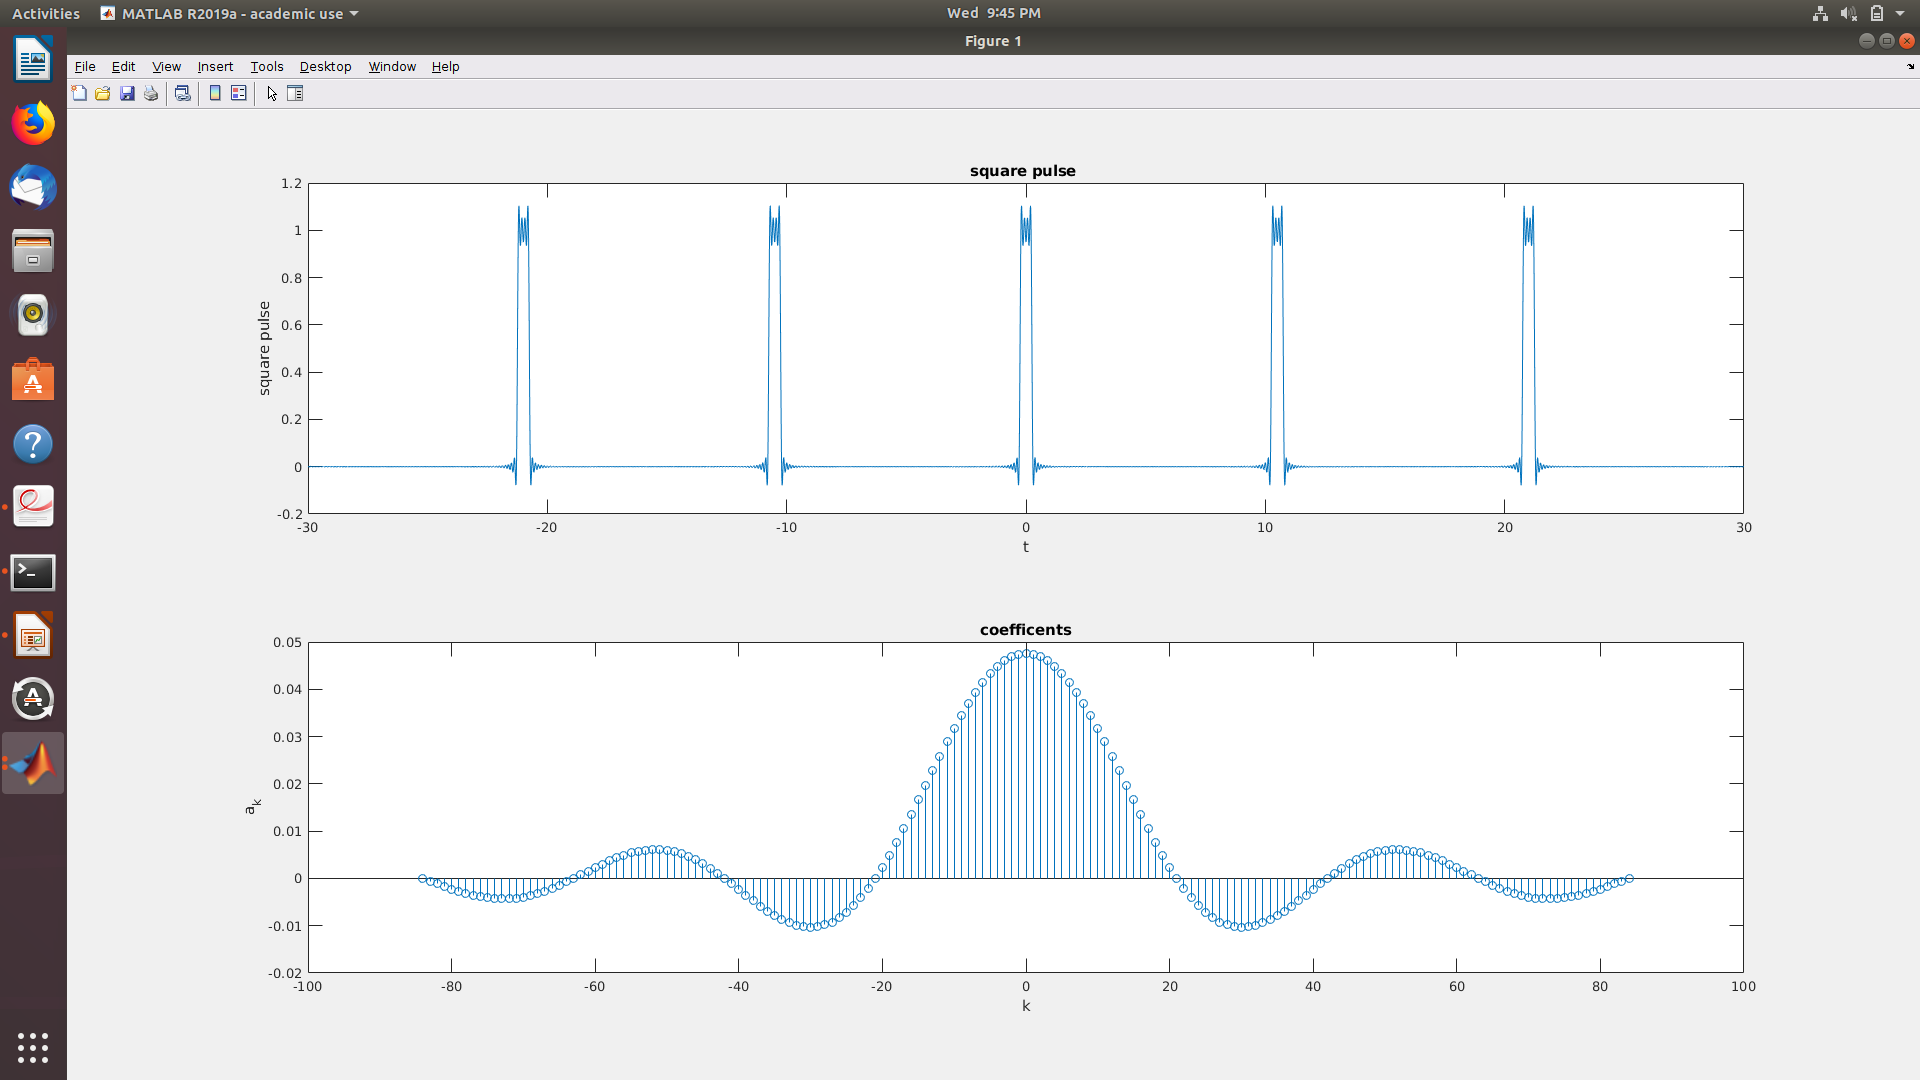 Activities MATLAB R2019a - academic use Wed 9:45 PM
Figure 1
File Edit View Insert Tools Desktop Window Help
square pulse
1.2
1
0.8
0.6
0.4
0.2
0
-0.2
square pulse
-30 -20 -10 0 10 20 30
t
coefficents
0.05
0.04
0.03
0.02
0.01
0
-0.01
-0.02
a_k
-100 -80 -60 -40 -20 0 20 40 60 80 100
k